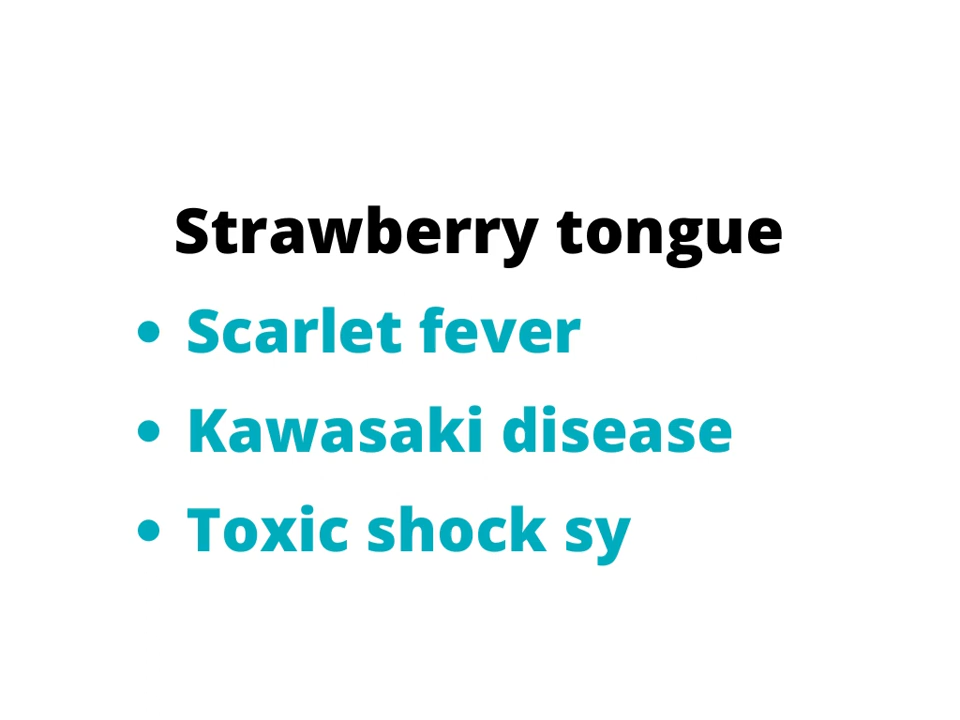 Strawberry tongue
• Scarlet fever
• Kawasaki disease
• Toxic shock sy